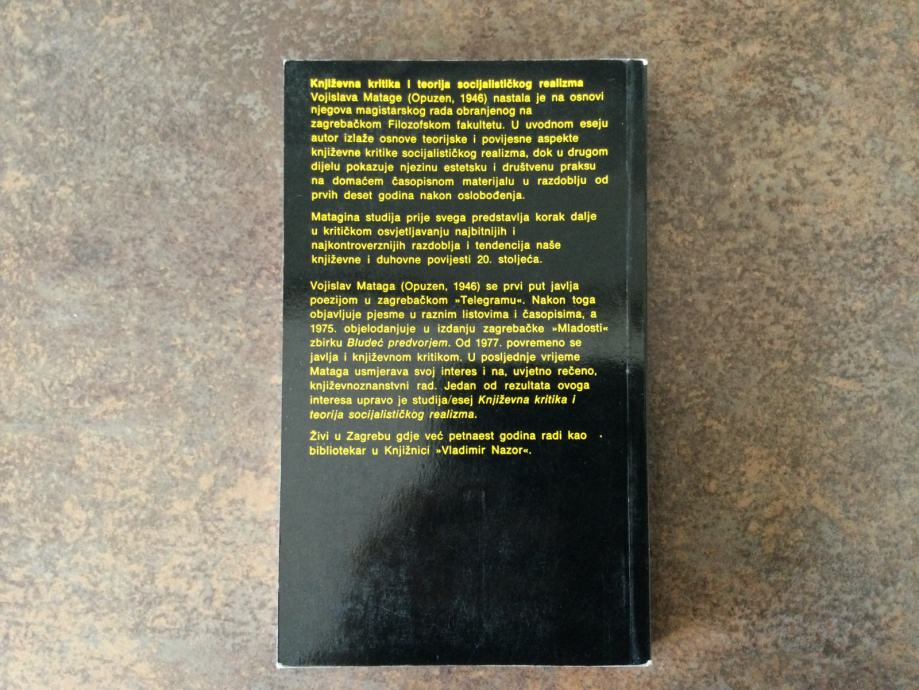 Književna kritika i teorija socijalističkog realizma
Vojislava Matage (Opuzen, 1946) nastala je na osnovi
njegova magistarskog rada obranjenog na
zagrebačkom Filozofskom fakultetu. U uvodnom eseju
autor izlaže osnove teorijske i povijesne aspekte
književne kritike socijalističkog realizma, dok u drugom
dijelu pokazuje njezinu estetsku i društvenu praksu
na domaćem časopisnom materijalu u razdoblju od
prvih deset godina nakon oslobođenja.
Matagina studija prije svega predstavlja korak dalje
u kritičkom osvjetljavanju najbitnijih i
najkontroverznijih razdoblja i tendencija naše
književne i duhovne povijesti 20. stoljeća.
Vojislav Mataga (Opuzen, 1946) se prvi put javlja
poezijom u zagrebačkom »Telegramu«. Nakon toga
objavljuje pjesme u raznim listovima i časopisima, a
1975. objelodanjuje u izdanju zagrebačke »Mladosti«
zbirku Bludeć predvorjem. Od 1977. povremeno se
javlja i književnom kritikom. U posljednje vrijeme
Mataga usmjerava svoj interes i na, uvjetno rečeno,
književnoznanstvni rad. Jedan od rezultata ovoga
interesa upravo je studija/esej Književna kritika i
teorija socijalističkog realizma.
Živi u Zagrebu gdje već petnaest godina radi kao
bibliotekar u Knjižnici »Vladimir Nazor«.